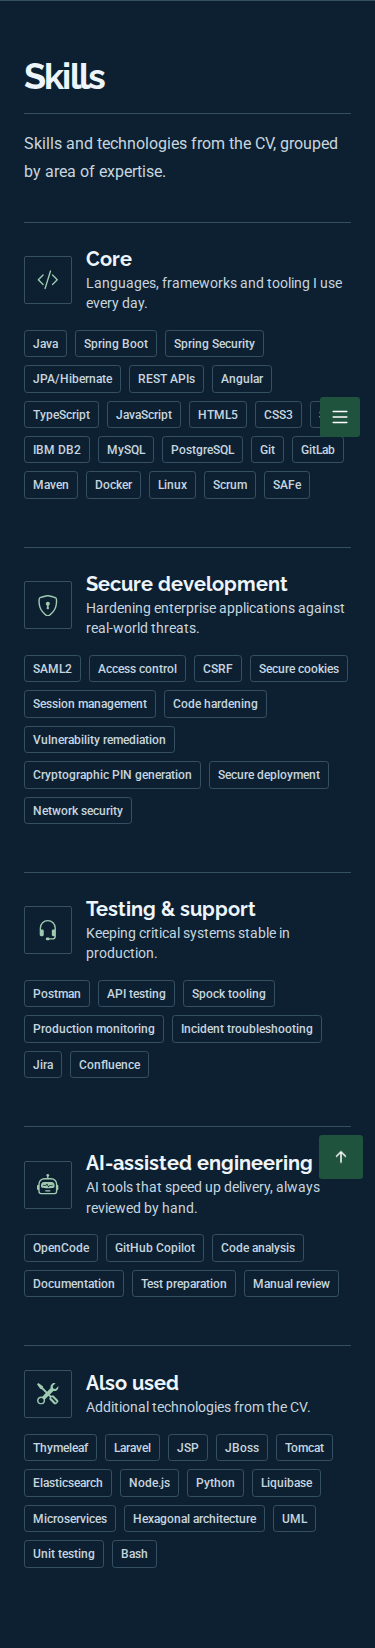 Skills
Skills and technologies from the CV, grouped
by area of expertise.
Core
Languages, frameworks and tooling I use
every day.
Java Spring Boot Spring Security
JPA/Hibernate REST APIs Angular
TypeScript JavaScript HTML5 CSS3
IBM DB2 MySQL PostgreSQL Git GitLab
Maven Docker Linux Scrum SAFe
Secure development
Hardening enterprise applications against
real-world threats.
SAML2 Access control CSRF Secure cookies
Session management Code hardening
Vulnerability remediation
Cryptographic PIN generation Secure deployment
Network security
Testing & support
Keeping critical systems stable in
production.
Postman API testing Spock tooling
Production monitoring Incident troubleshooting
Jira Confluence
AI-assisted engineering
AI tools that speed up delivery, always
reviewed by hand.
OpenCode GitHub Copilot Code analysis
Documentation Test preparation Manual review
Also used
Additional technologies from the CV.
Thymeleaf Laravel JSP JBoss Tomcat
Elasticsearch Node.js Python Liquibase
Microservices Hexagonal architecture UML
Unit testing Bash